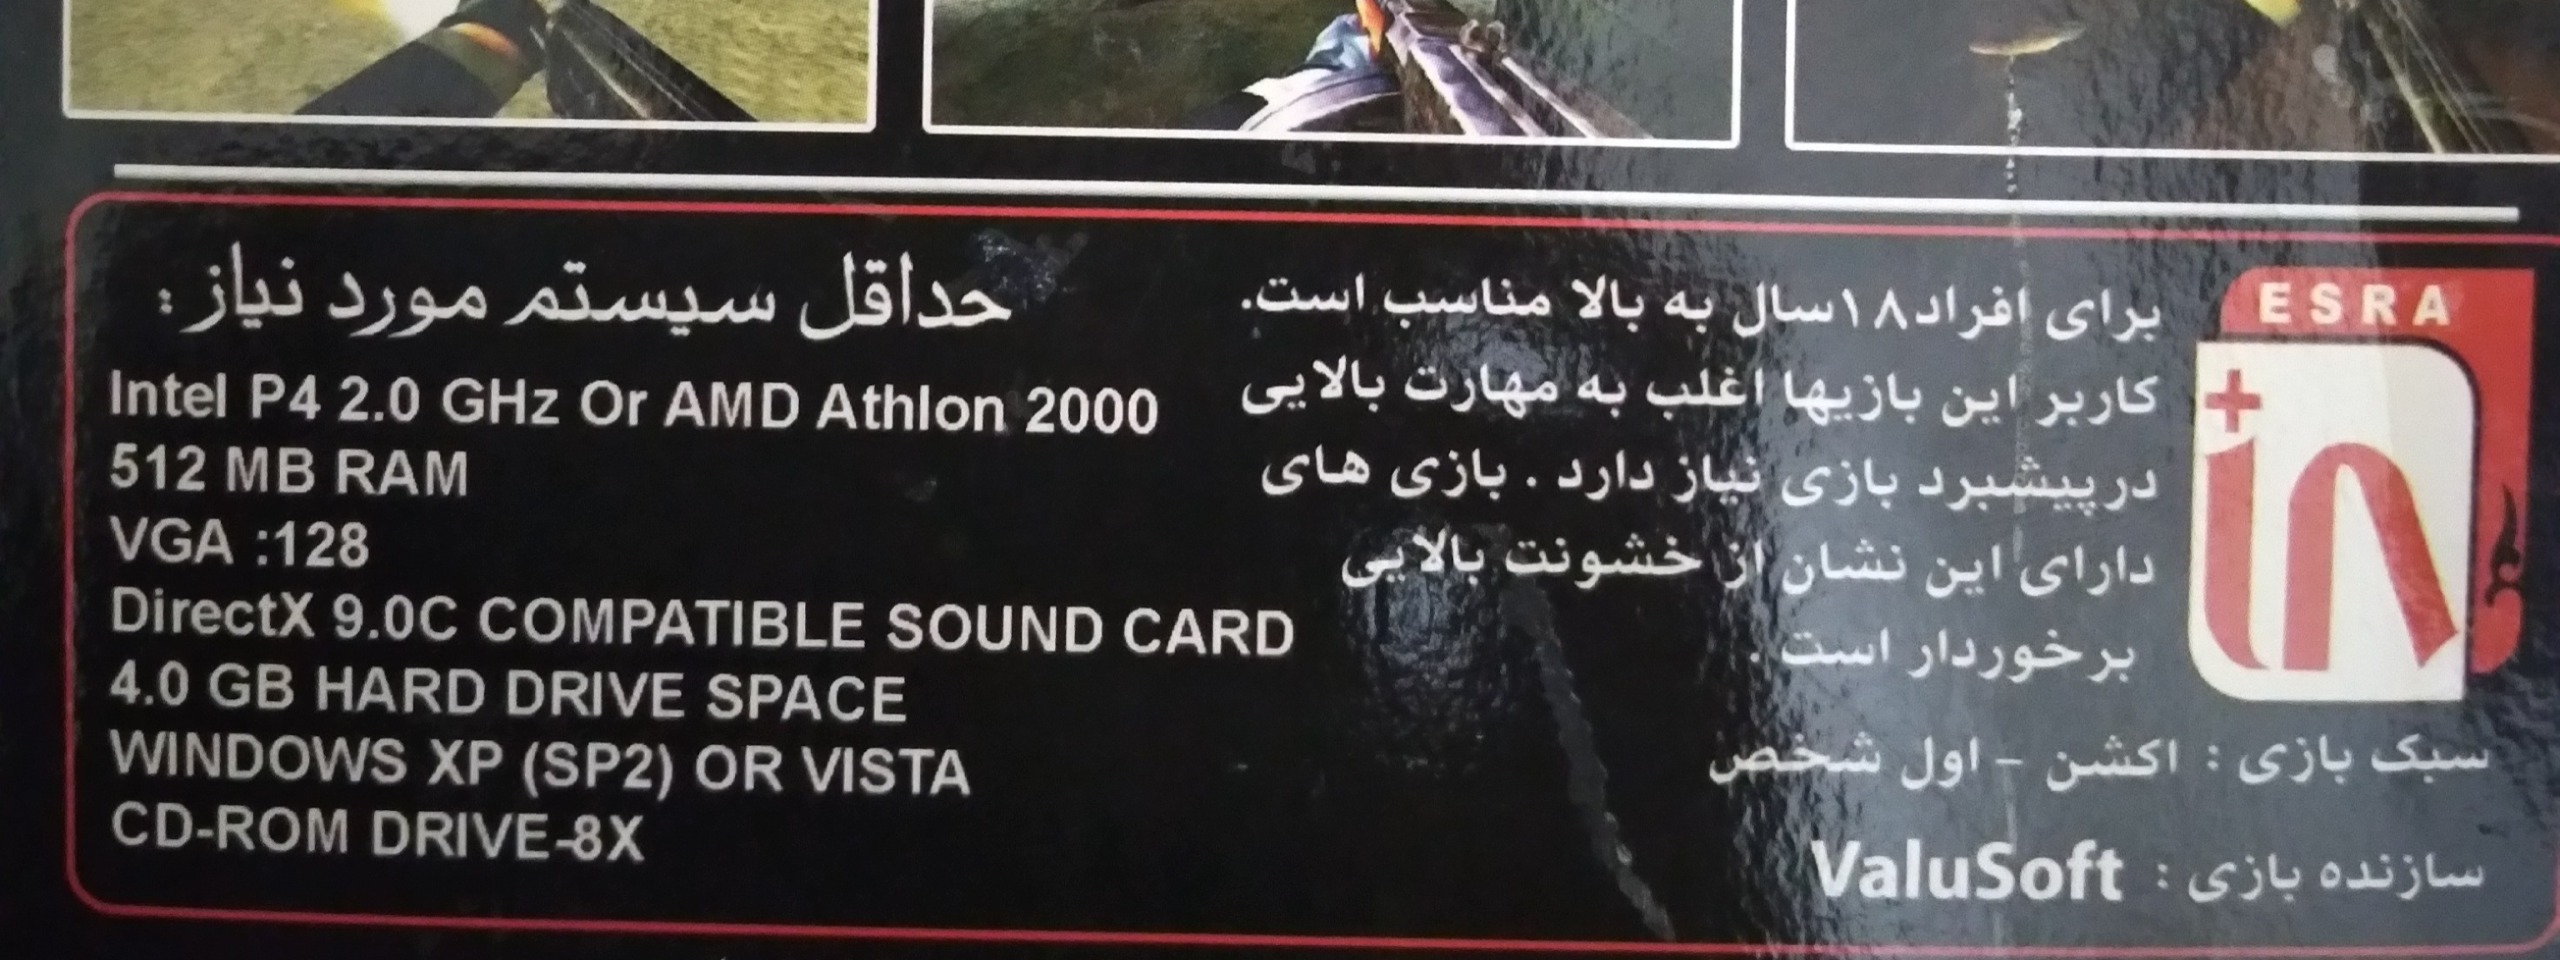 حداقل سیستم مورد نیاز :
Intel P4 2.0 GHz Or AMD Athlon 2000
512 MB RAM
VGA :128
DirectX 9.0C COMPATIBLE SOUND CARD
4.0 GB HARD DRIVE SPACE
WINDOWS XP (SP2) OR VISTA
CD-ROM DRIVE-8X
ESRA
+۱۸
برای افراد۱۸سال به بالا مناسب است.
کاربر این بازیها اغلب به مهارت بالایی
درپیشبرد بازی نیاز دارد . بازی های
دارای این نشان از خشونت بالایی
برخوردار است .
سبک بازی : اکشن - اول شخص
سازنده بازی : ValuSoft